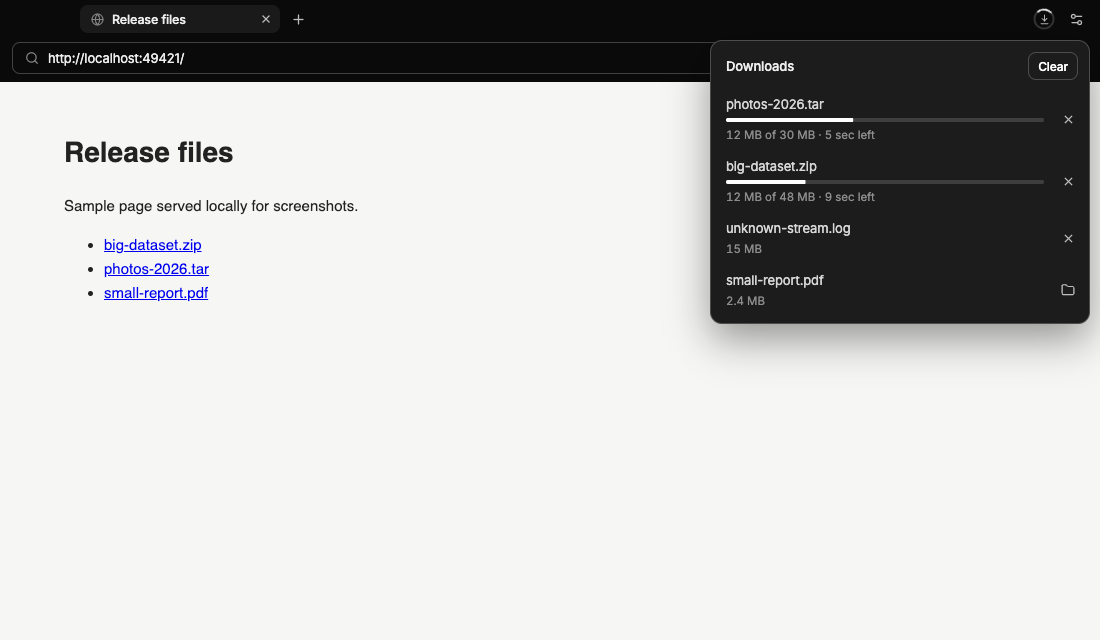 Release files
http://localhost:49421/
Downloads
Clear
photos-2026.tar
12 MB of 30 MB · 5 sec left
big-dataset.zip
12 MB of 48 MB · 9 sec left
unknown-stream.log
15 MB
small-report.pdf
2.4 MB
Release files
Sample page served locally for screenshots.
big-dataset.zip
photos-2026.tar
small-report.pdf